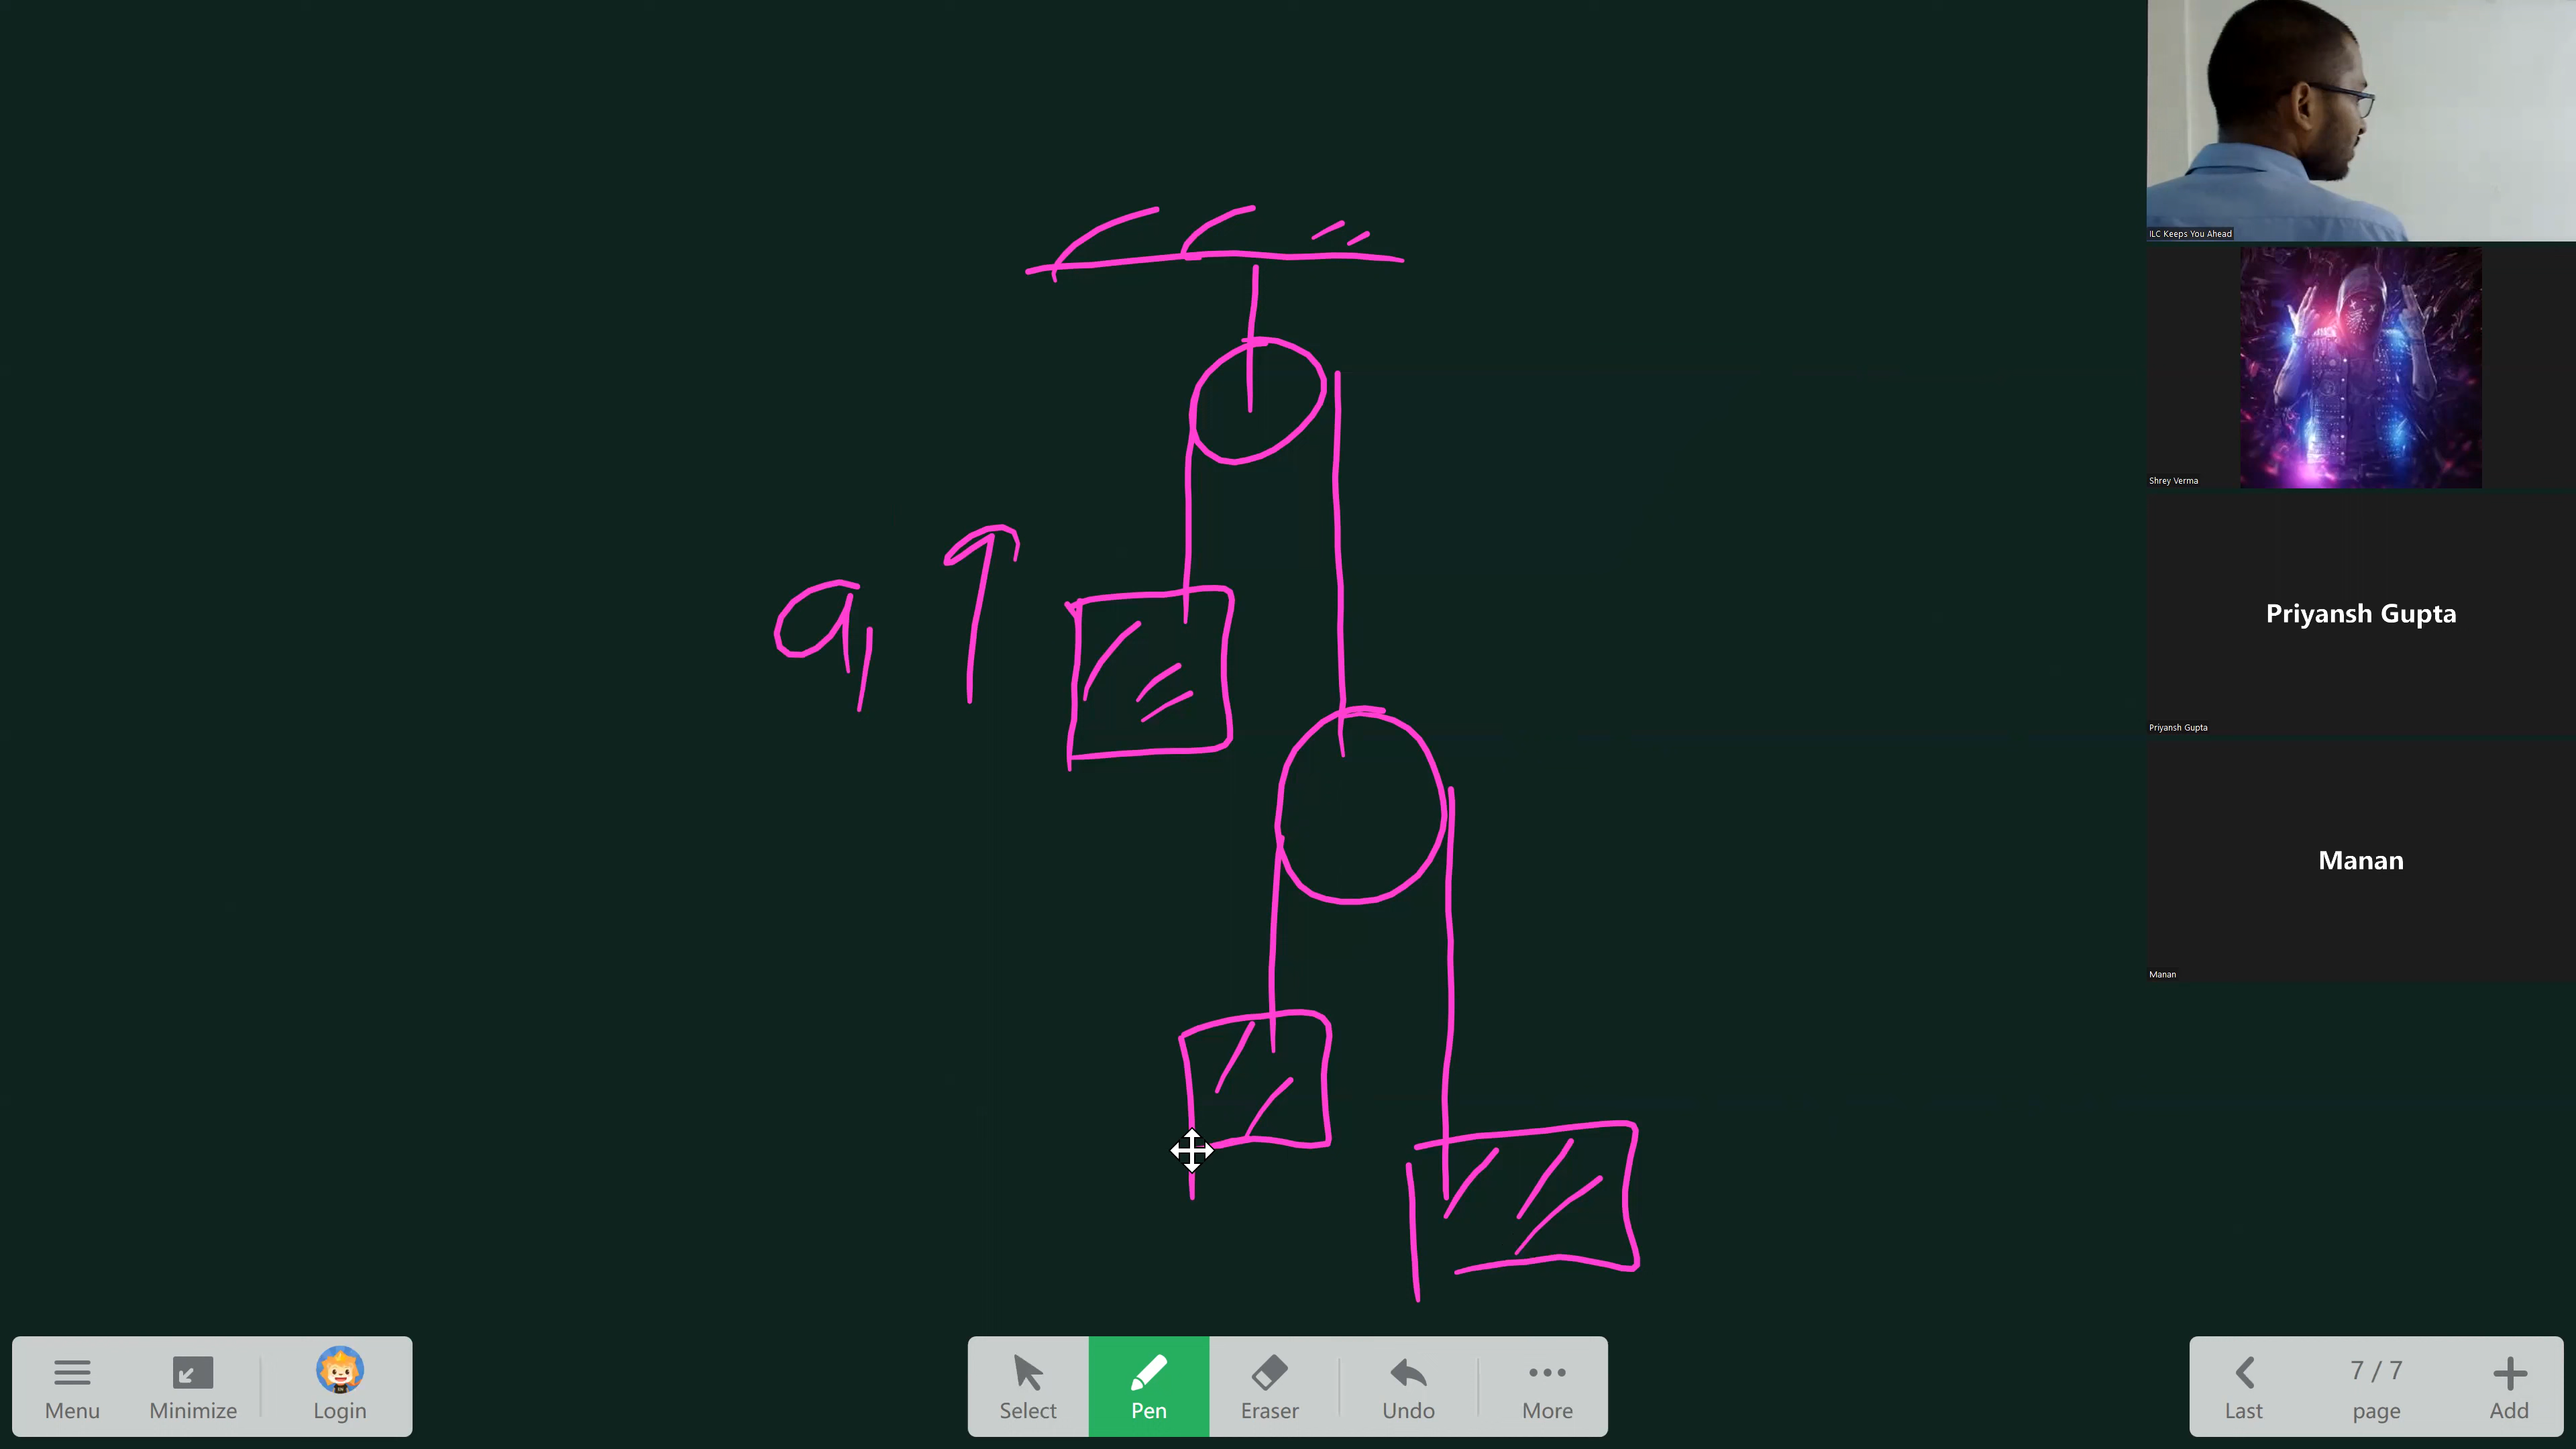 ILC Keeps You Ahead
Shrey Verma
a₁
Priyansh Gupta
Priyansh Gupta
Manan
Manan
Menu
Minimize
Login
Select
Pen
Eraser
Undo
More
Last
7 / 7
page
Add